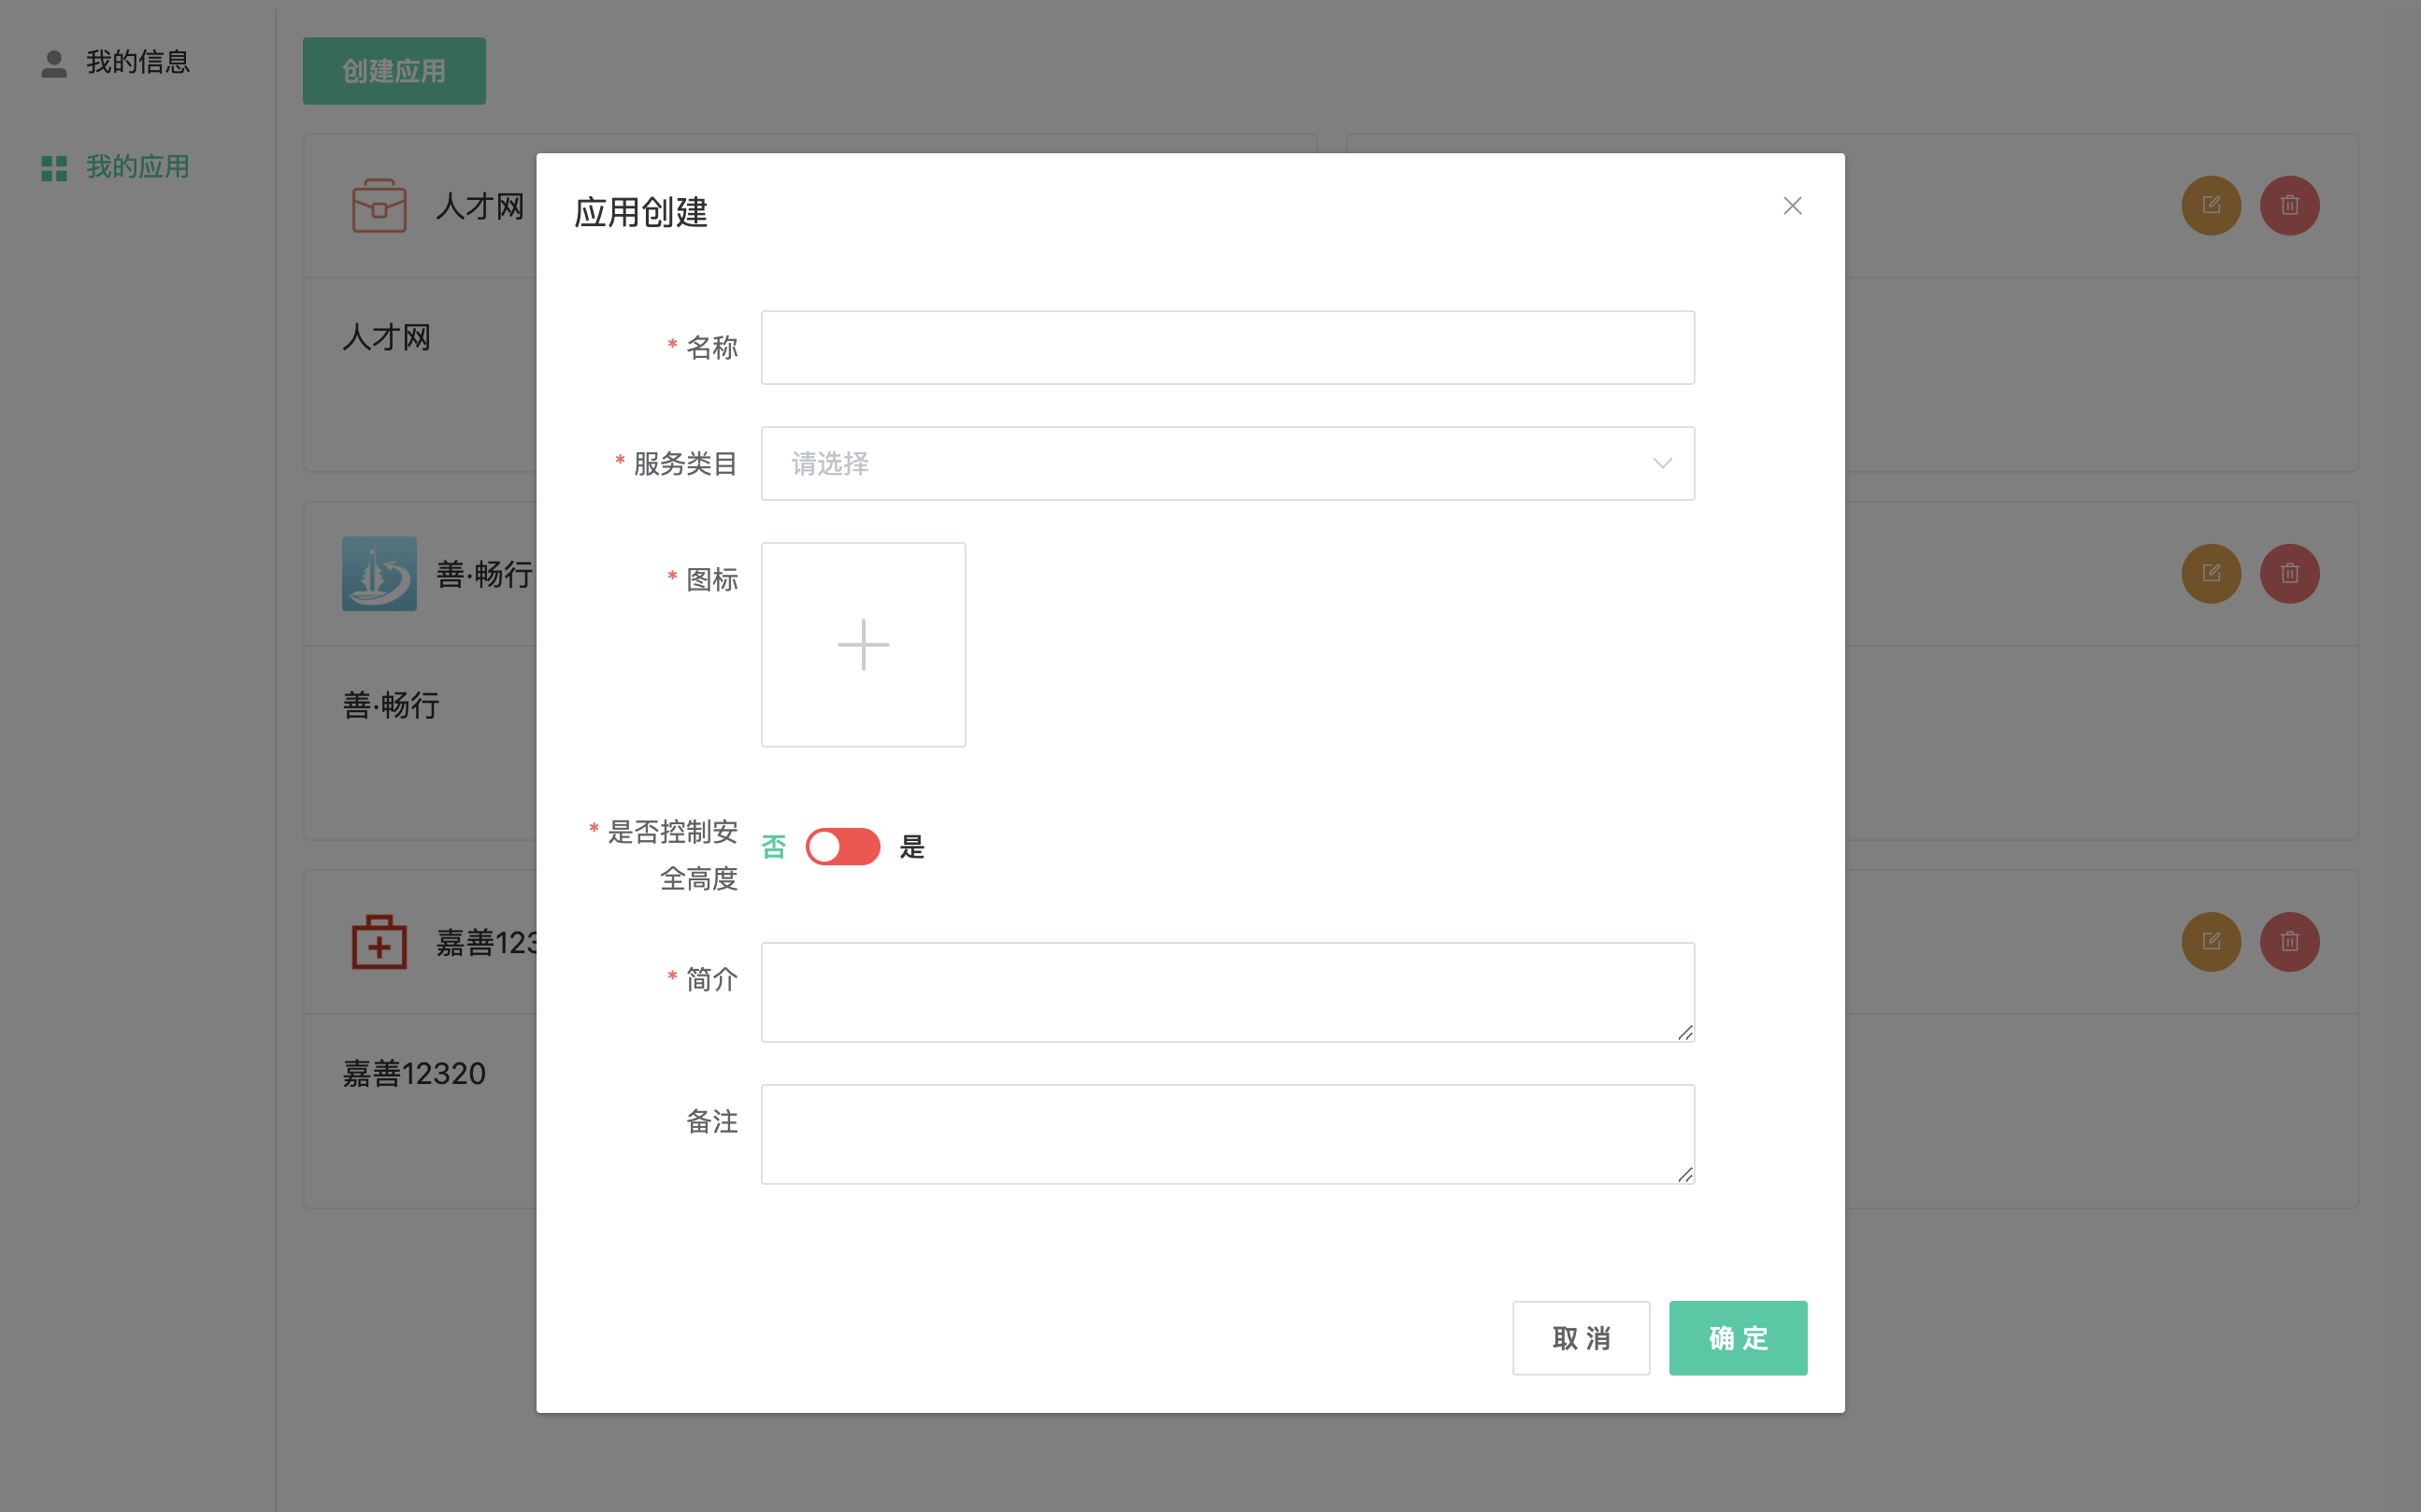 我的信息
我的应用
创建应用
人才网
人才网
善·畅行
善·畅行
嘉善123
嘉善12320
应用创建
* 名称
* 服务类目
请选择
* 图标
* 是否控制安
全高度
否
是
* 简介
备注
取 消
确 定